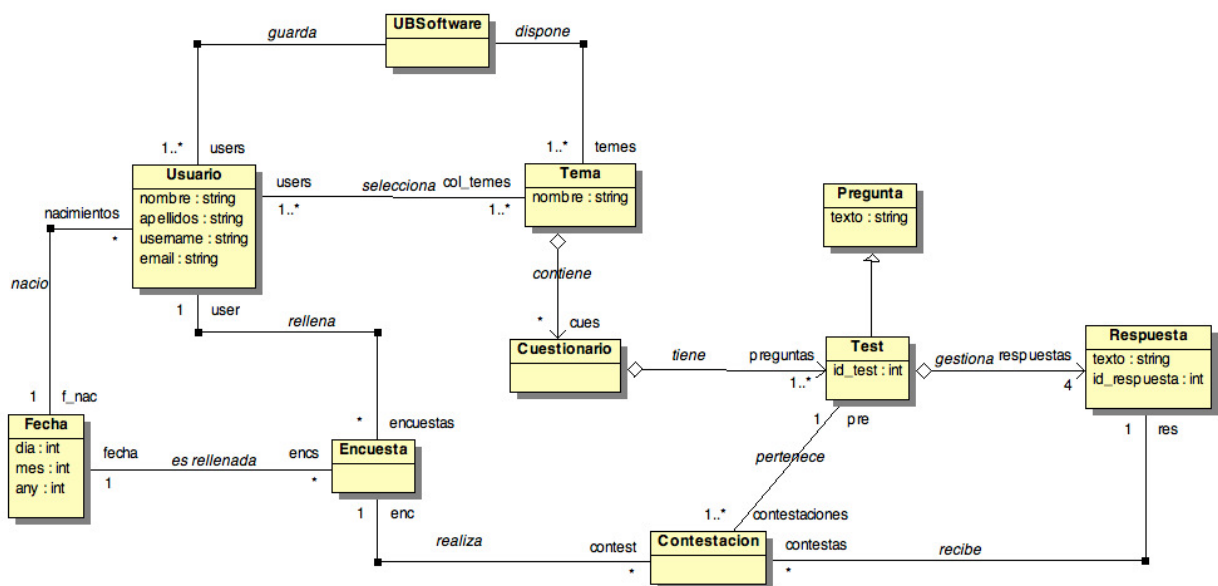 UBSoftware
guarda
dispone
1..*
users
1..*
temes
Usuario
nombre : string
apellidos : string
username : string
email : string
users
1..*
selecciona
col_temes
1..*
Tema
nombre : string
Pregunta
texto : string
nacimientos
*
nacio
contiene
1
user
rellena
*
cues
Cuestionario
tiene
preguntas
1..*
Test
id_test : int
gestiona
respuestas
4
Respuesta
texto : string
id_respuesta : int
1
f_nac
Fecha
dia : int
mes : int
any : int
fecha
1
es rellenada
encs
*
*
encuestas
Encuesta
1
pre
pertenece
1
res
1
enc
realiza
contest
*
1..*
contestaciones
Contestacion
contestas
*
recibe